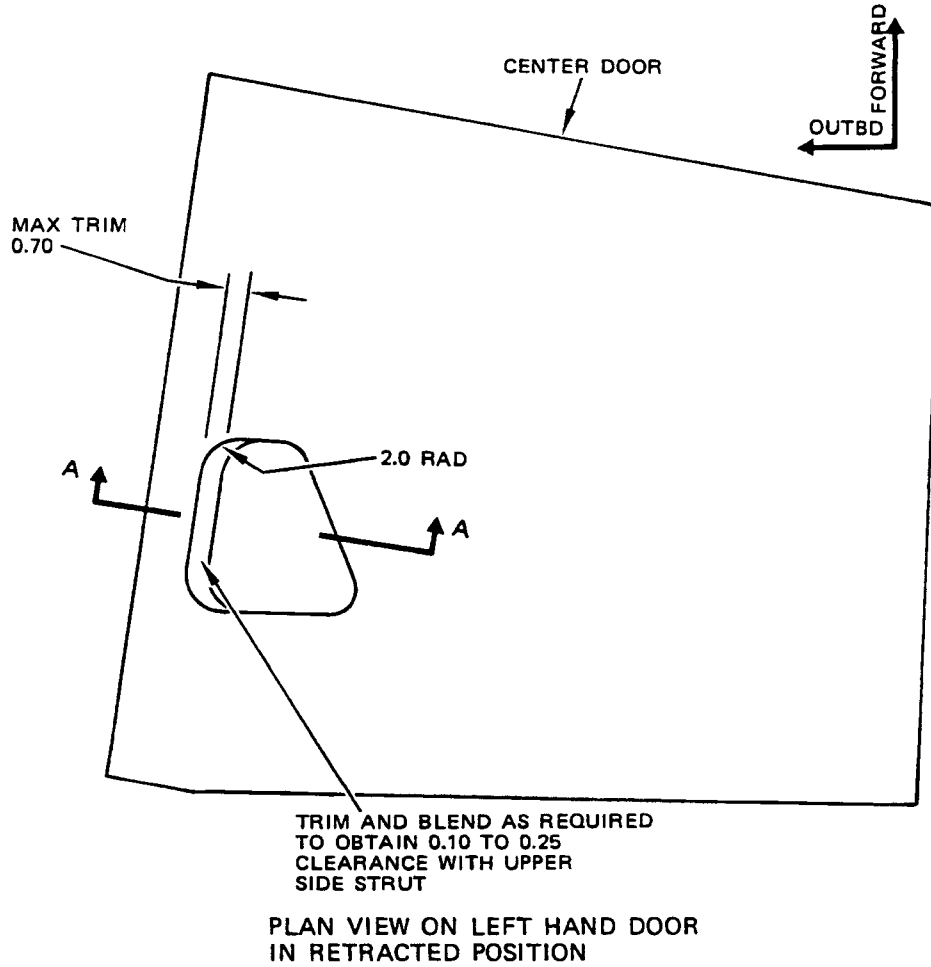 CENTER DOOR
FORWARD
OUTBD
MAX TRIM
0.70
2.0 RAD
A
A
TRIM AND BLEND AS REQUIRED
TO OBTAIN 0.10 TO 0.25
CLEARANCE WITH UPPER
SIDE STRUT
PLAN VIEW ON LEFT HAND DOOR
IN RETRACTED POSITION